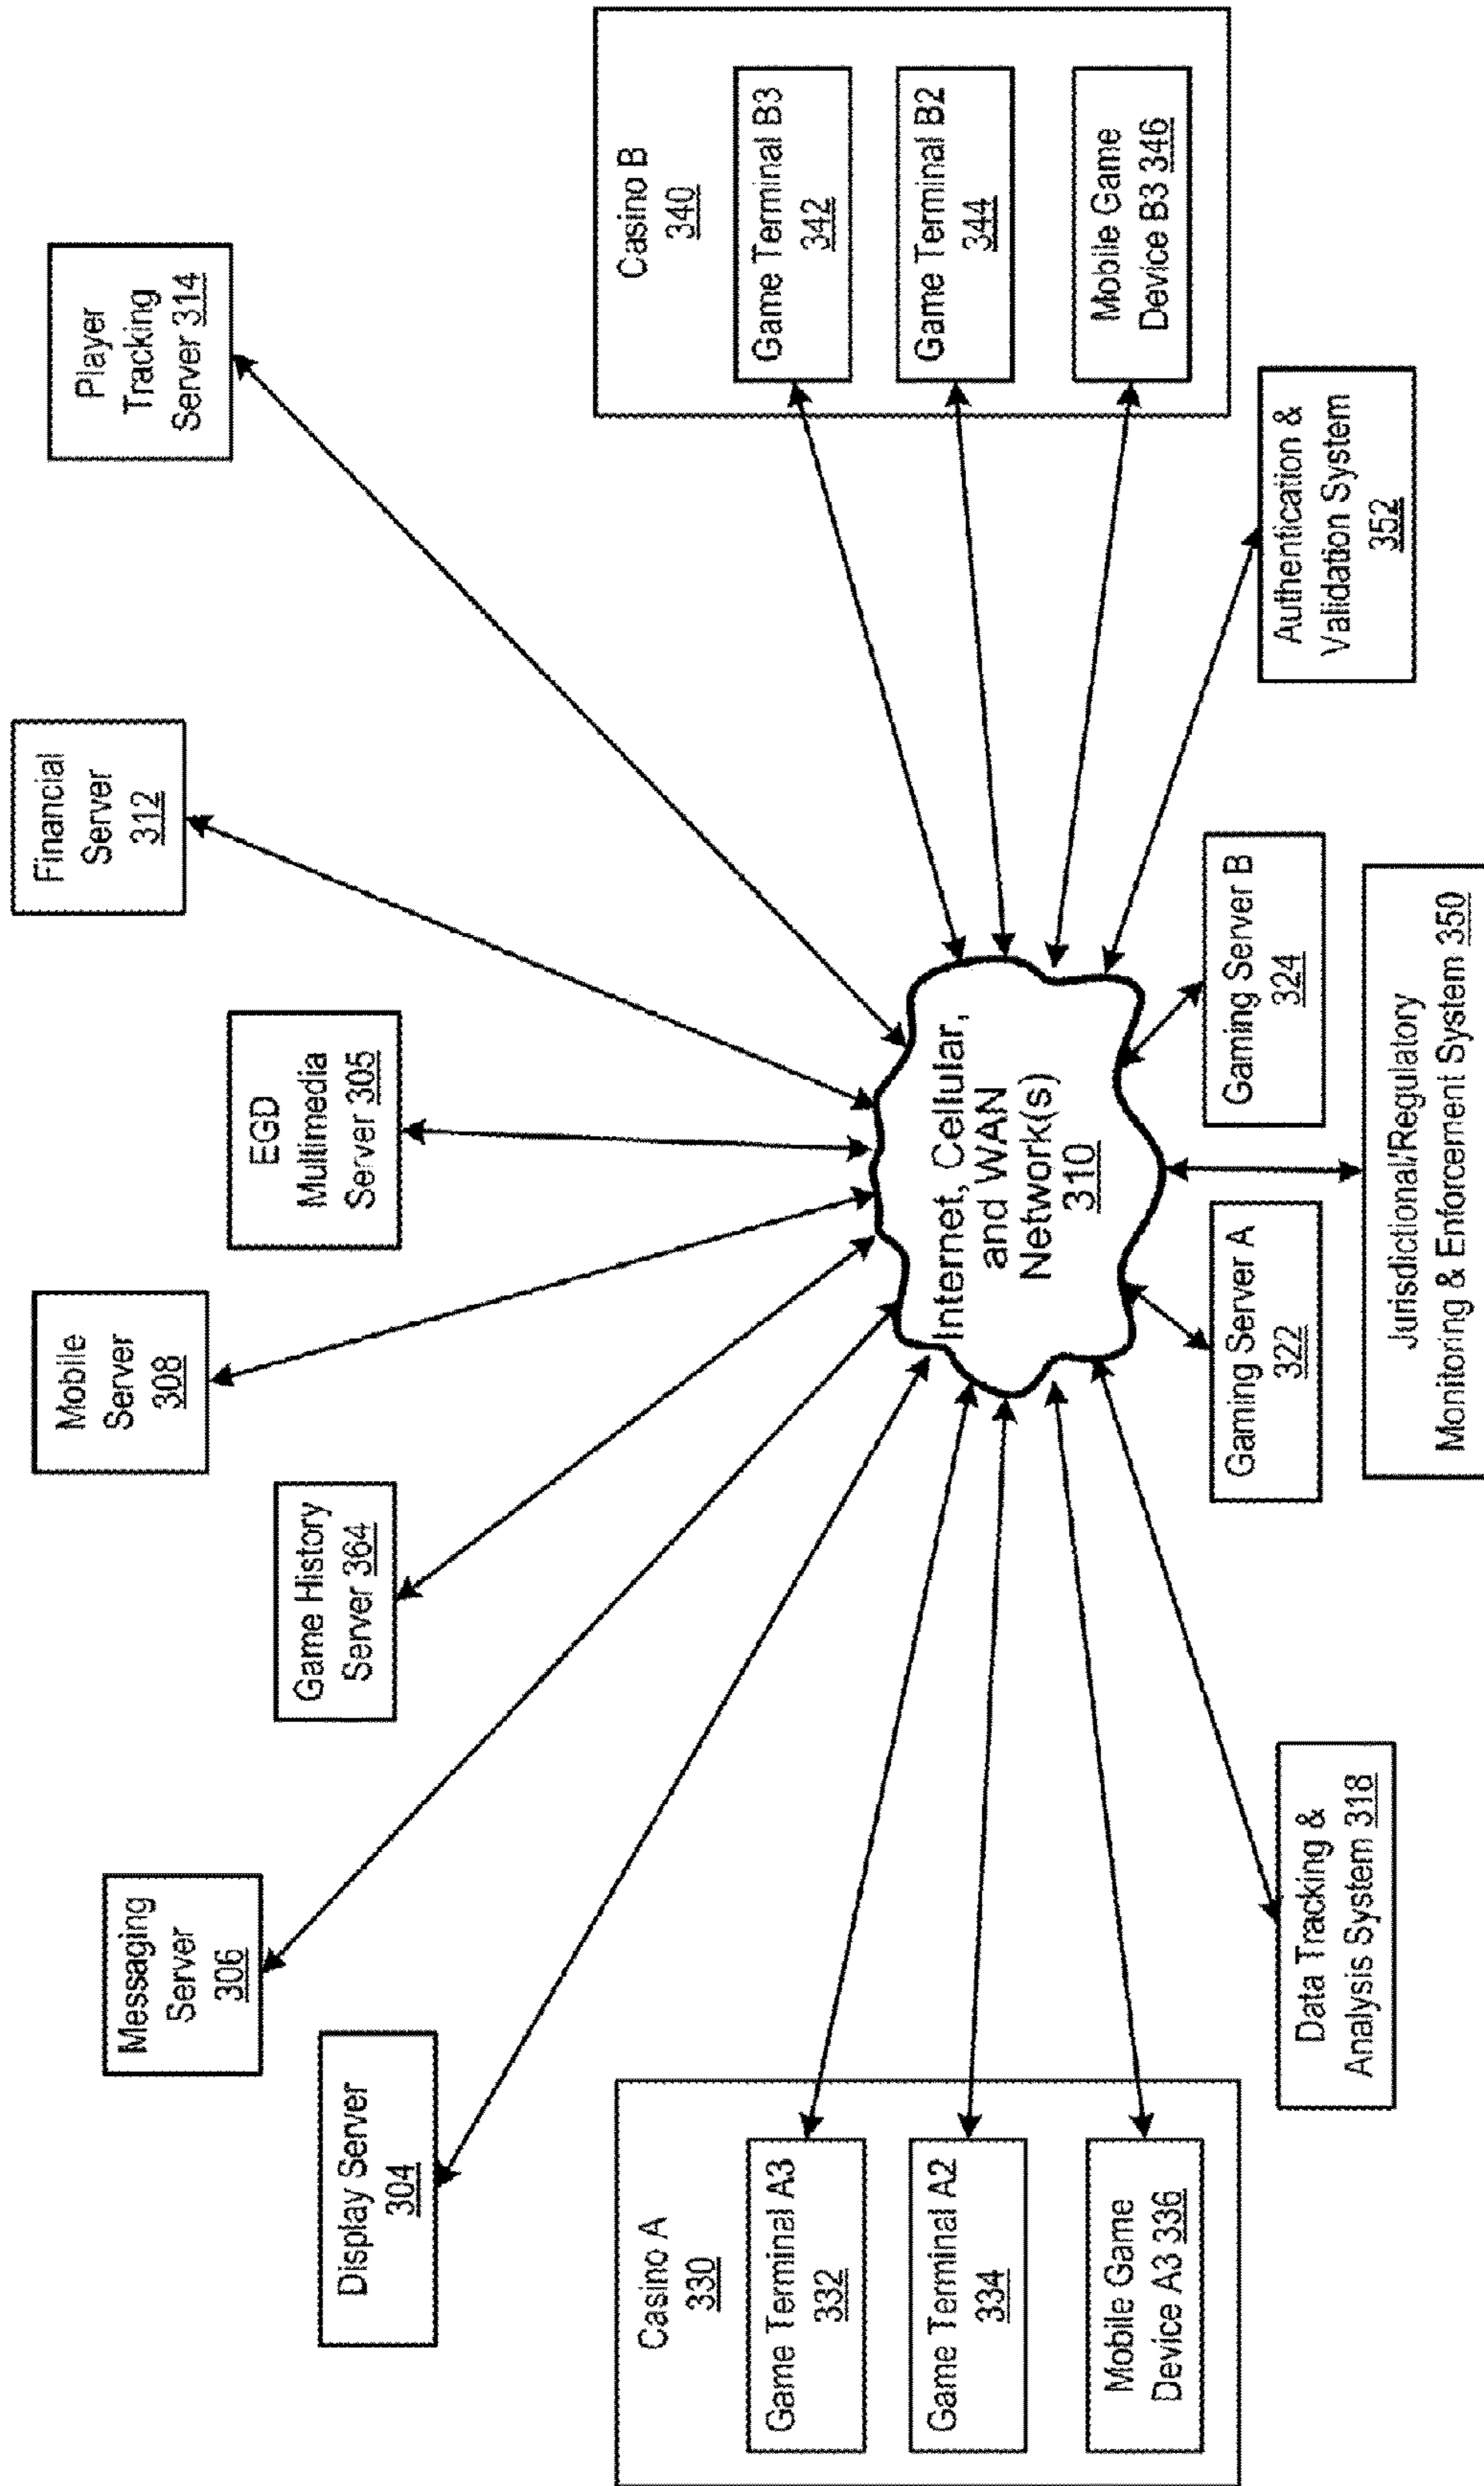 Financial
Server
312
Player
Tracking
Server 314
Mobile
Server
308
EGD
Multimedia
Server 305
Messaging
Server
306
Game History
Server 364
Display Server
304
Casino A
330
Game Terminal A3
332
Game Terminal A2
334
Mobile Game
Device A3 336
Internet, Cellular,
and WAN
Network(s)
310
Casino B
340
Game Terminal B3
342
Game Terminal B2
344
Mobile Game
Device B3 346
Data Tracking &
Analysis System 318
Gaming Server A
322
Gaming Server B
324
Authentication &
Validation System
352
Jurisdictional/Regulatory
Monitoring & Enforcement System 350